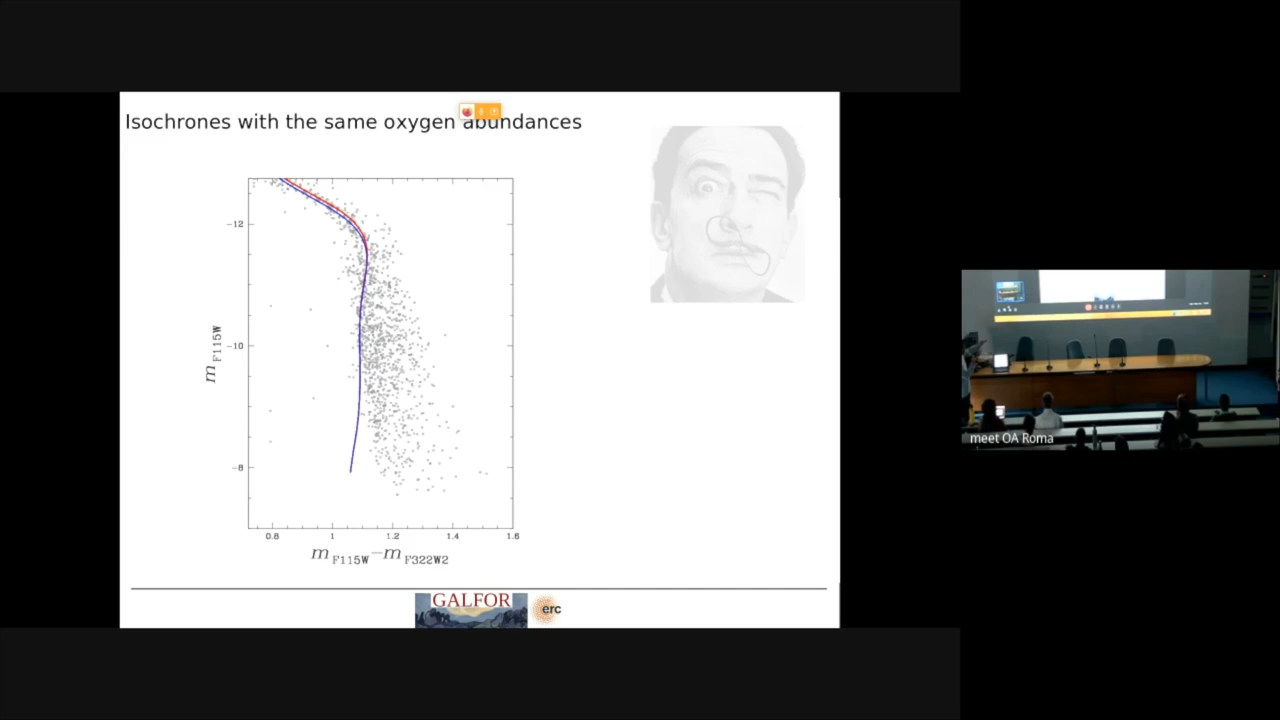 Isochrones with the same oxygen abundances
-12
-10
-8
m F115W
0.8 1 1.2 1.4 1.6
m F115W - m F322W2
GALFOR
erc
meet OA Roma